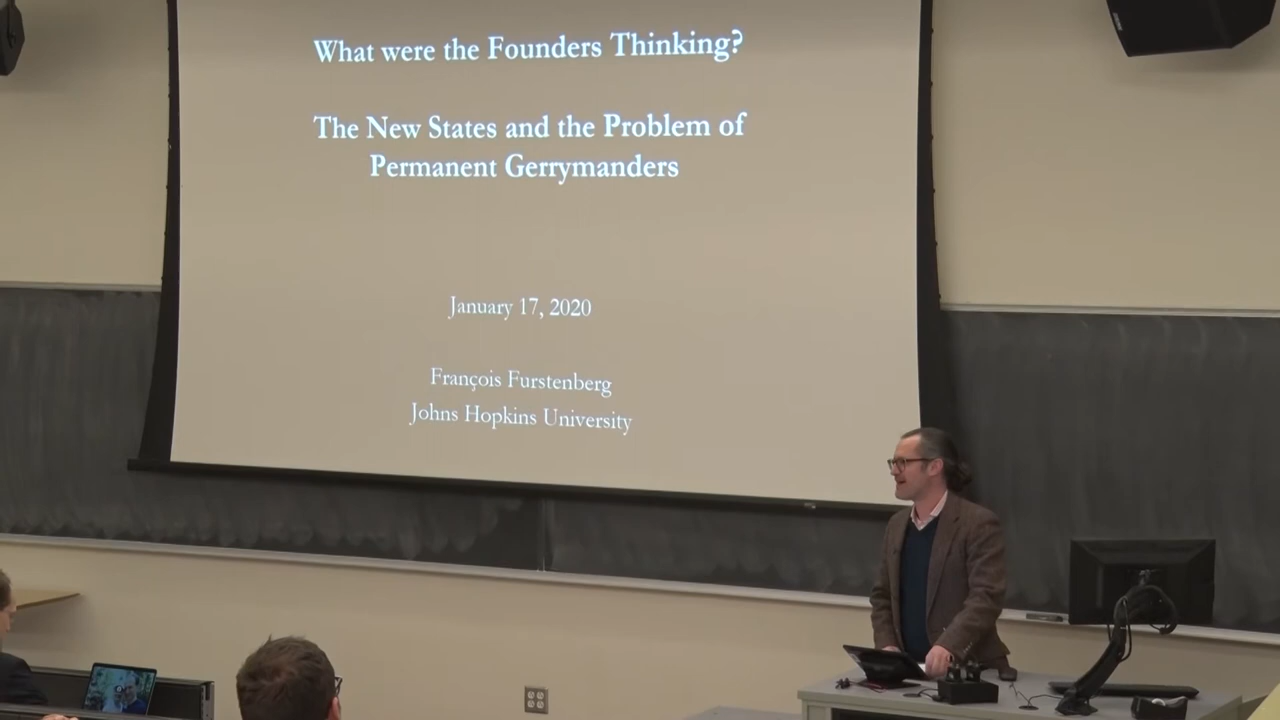 What were the Founders Thinking?
The New States and the Problem of
Permanent Gerrymanders
January 17, 2020
François Furstenberg
Johns Hopkins University